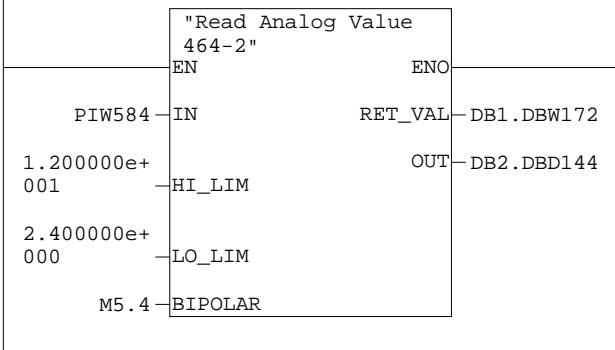 "Read Analog Value
464-2"
EN ENO
PIW584 IN RET_VAL DB1.DBW172
1.200000e+ OUT DB2.DBD144
001 HI_LIM
2.400000e+
000 LO_LIM
M5.4 BIPOLAR